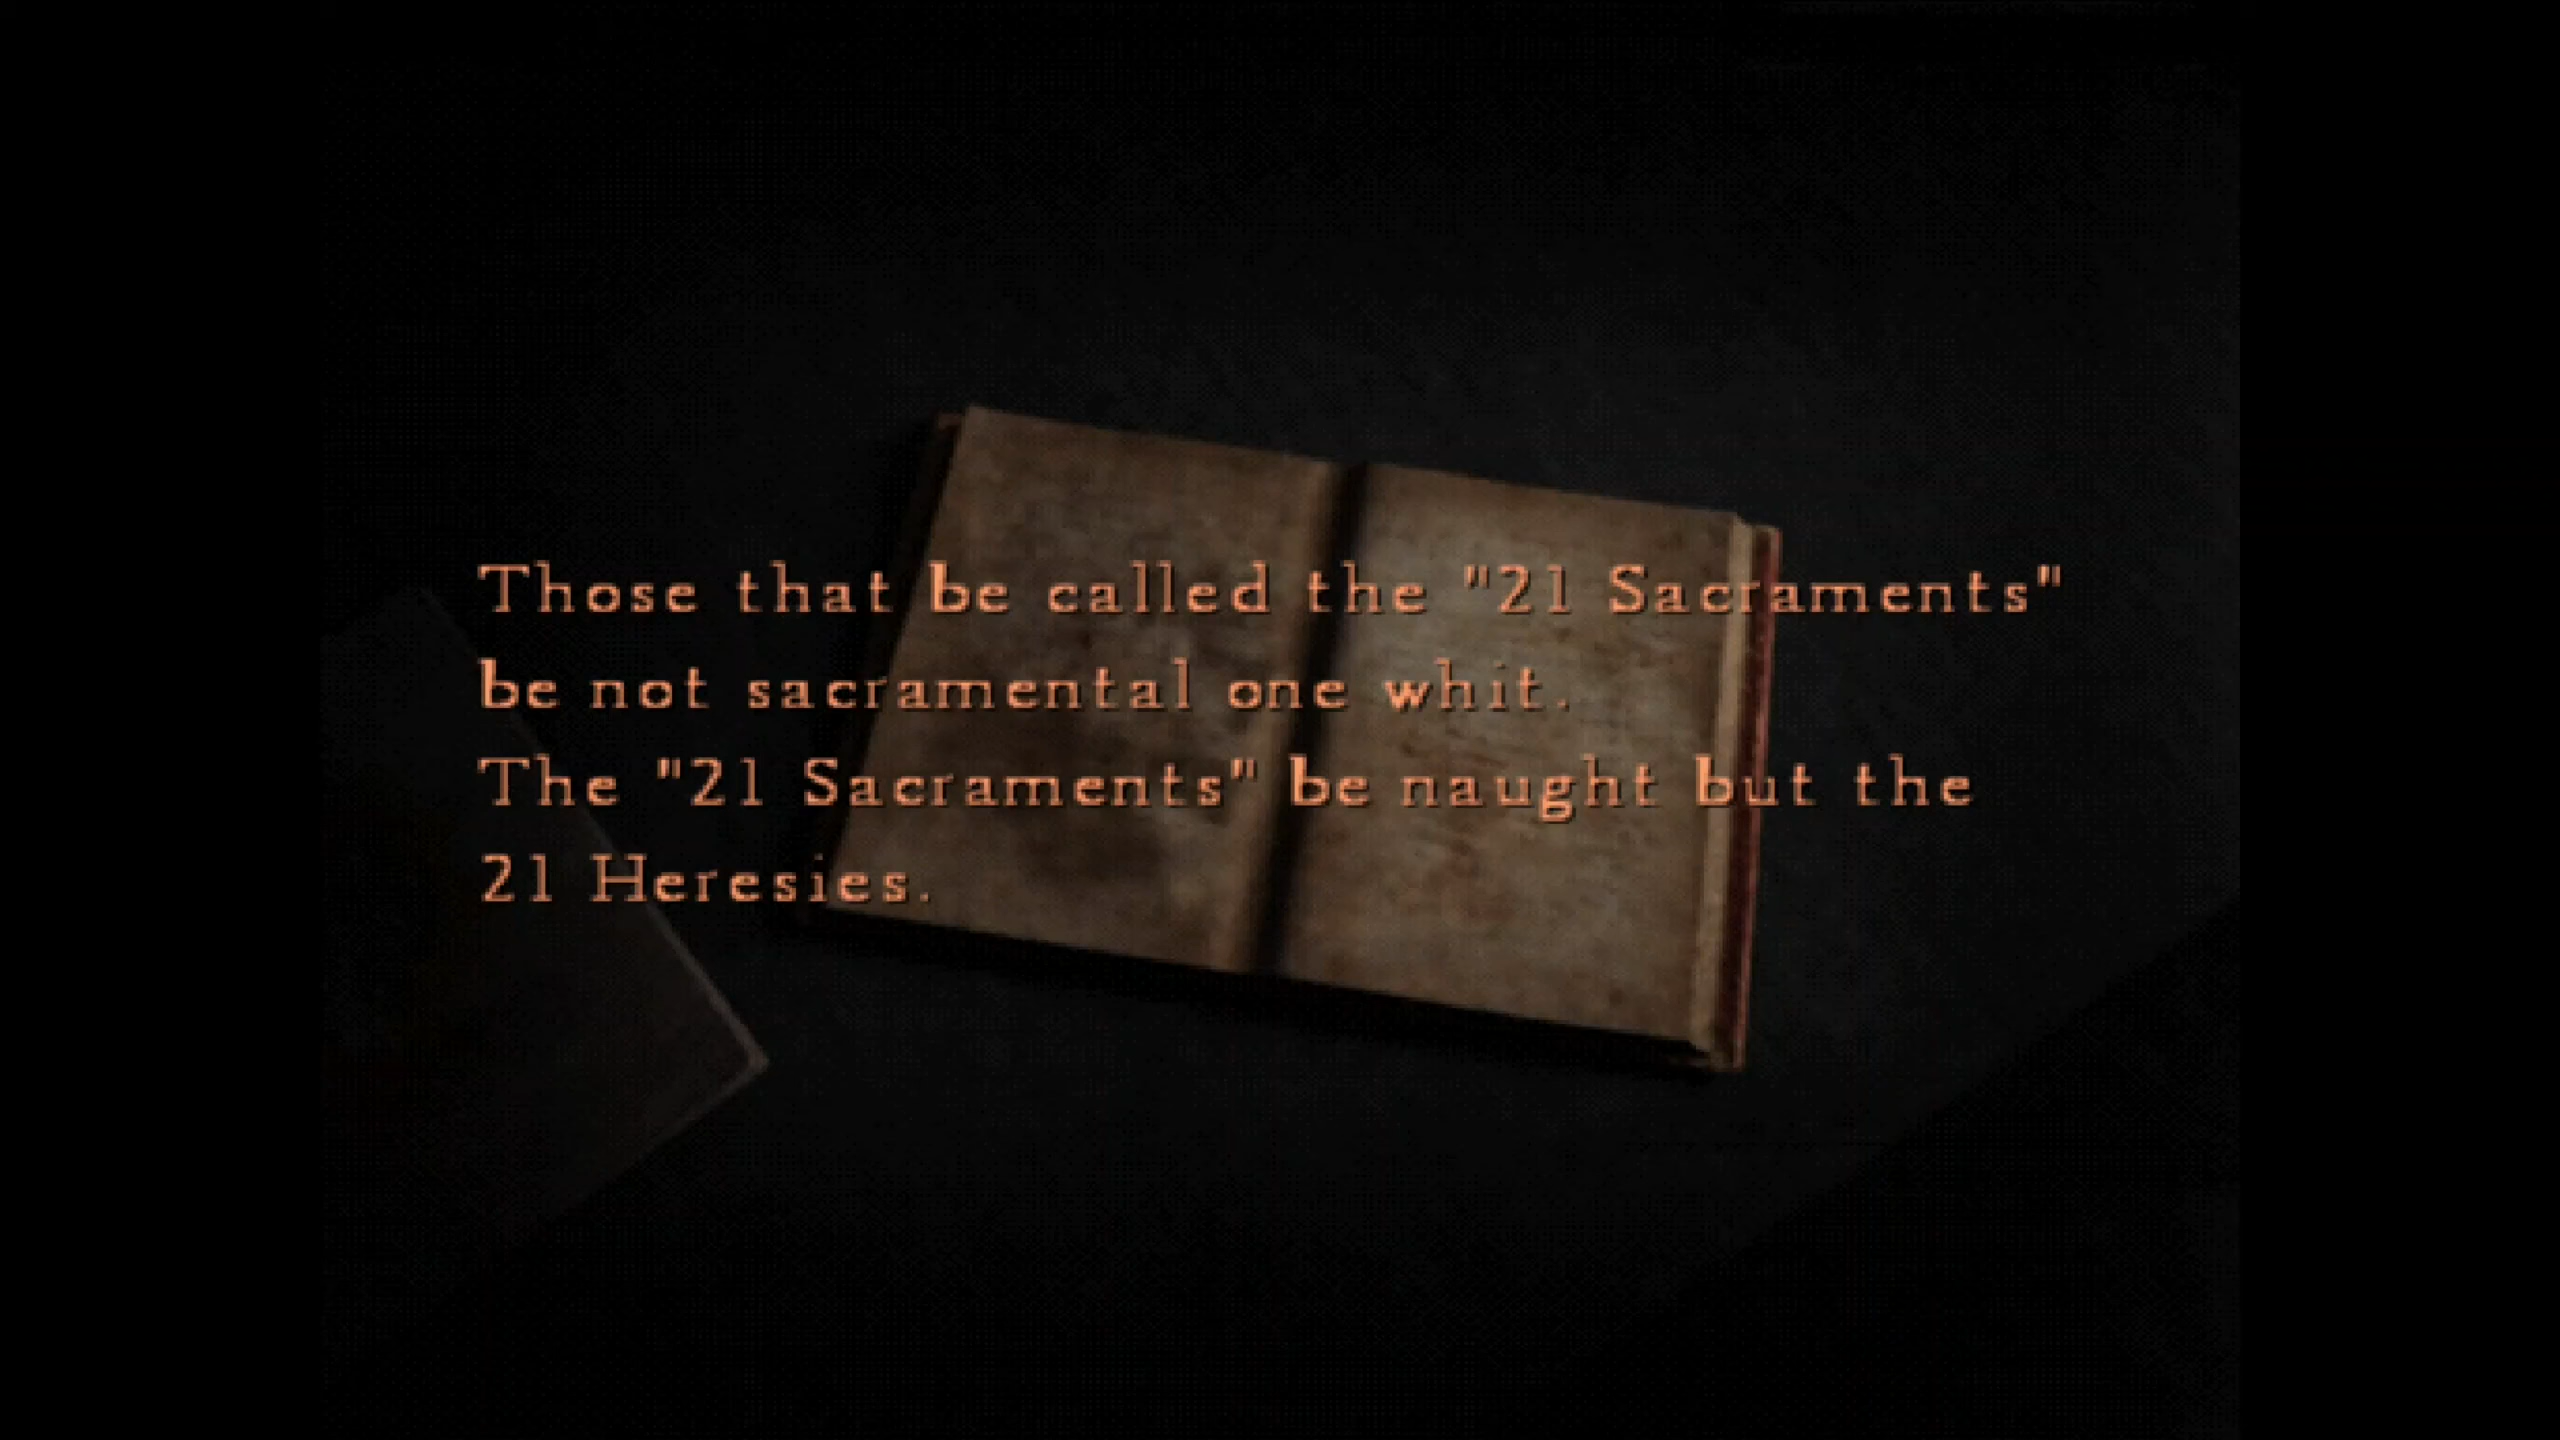 Those that be called the "21 Sacraments"
be not sacramental one whit.
The "21 Sacraments" be naught but the
21 Heresies.